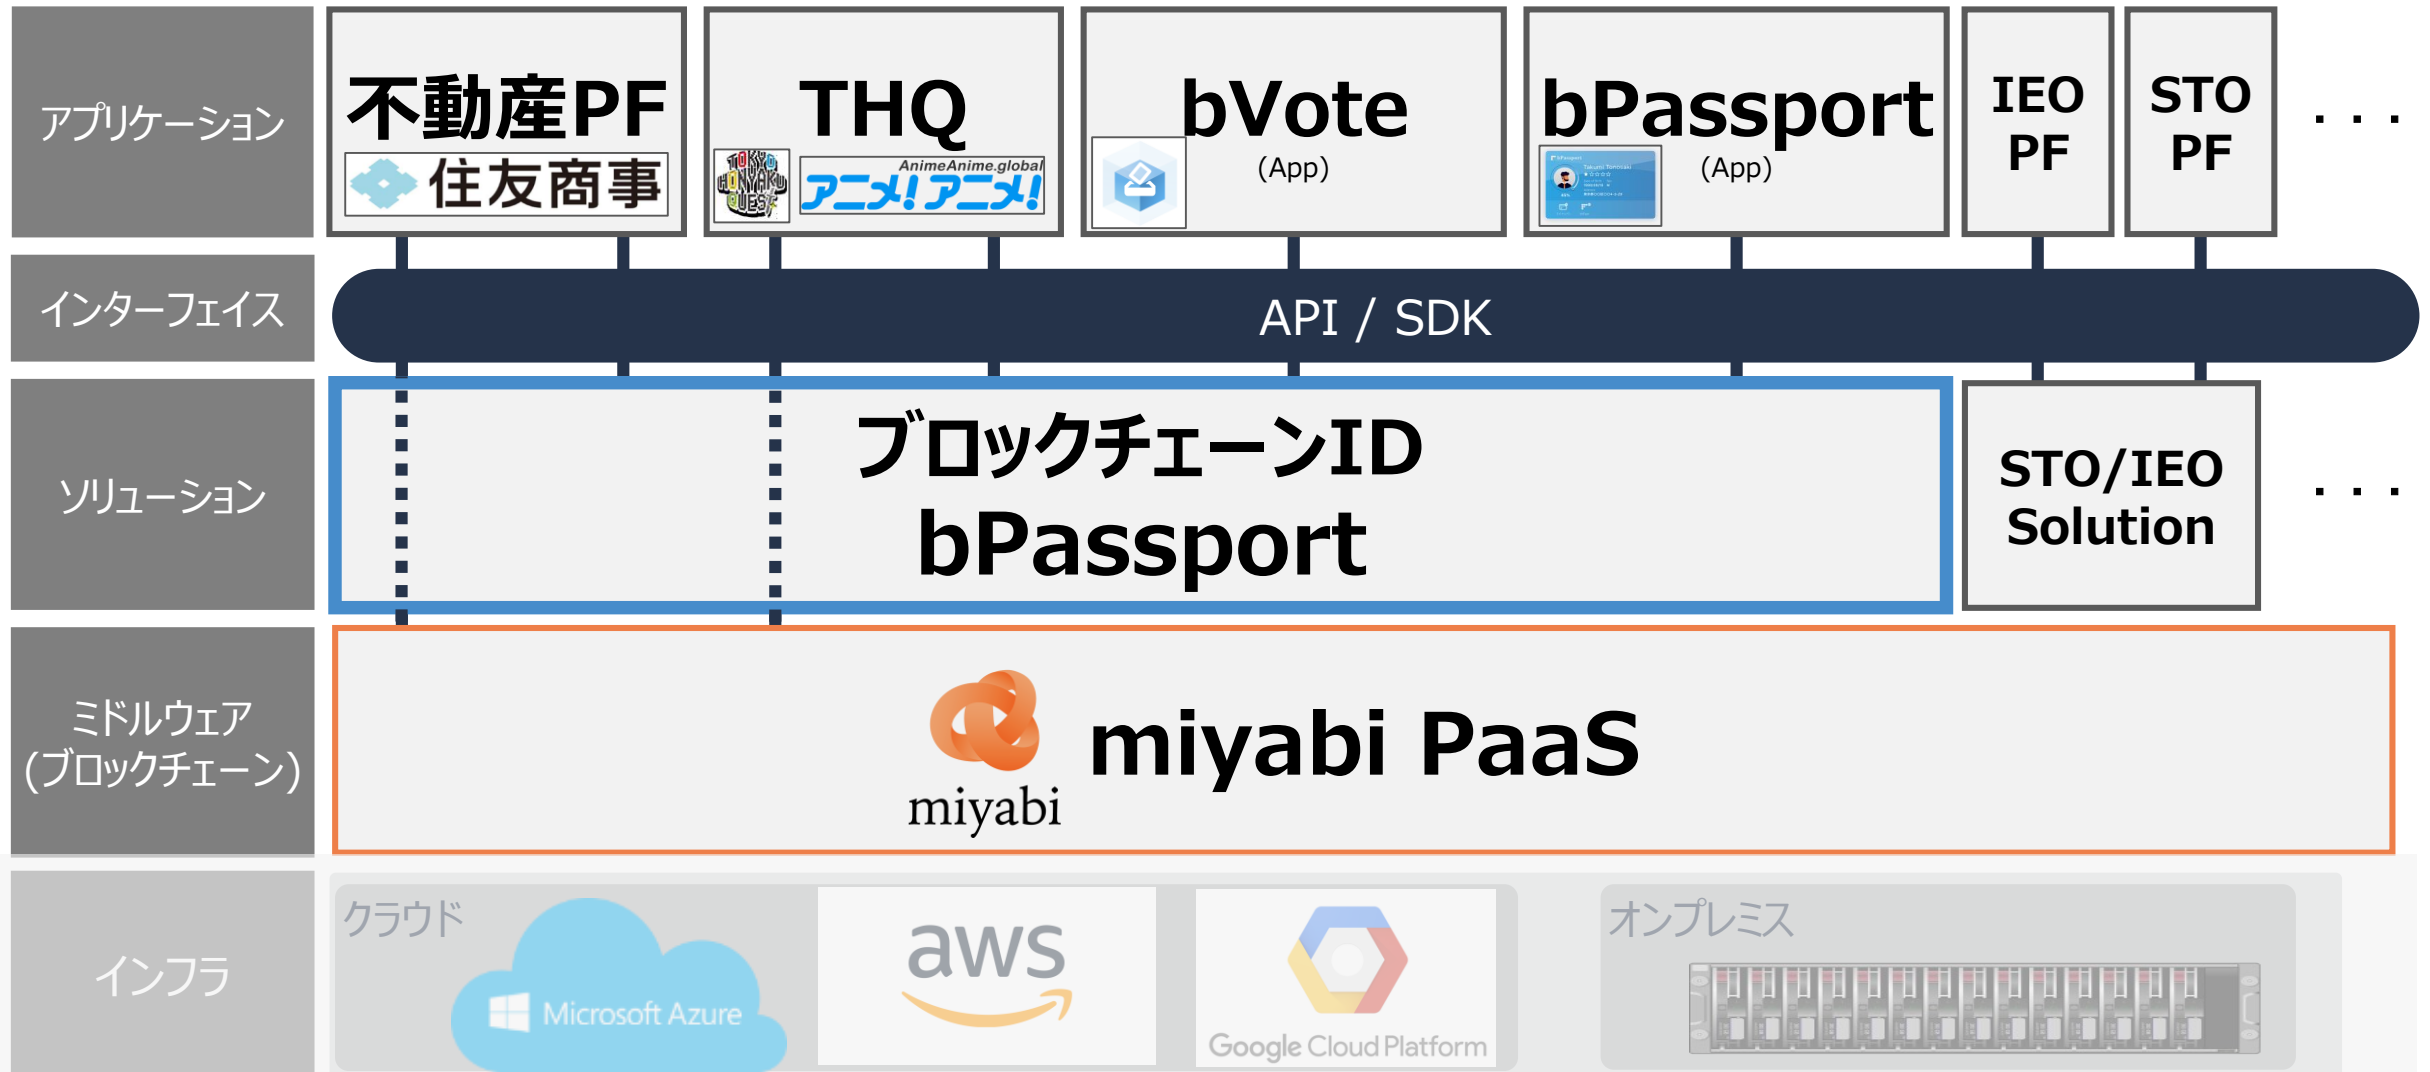 アプリケーション
不動産PF
住友商事
THQ
TOKYO
HONYAKU
QUEST
AnimeAnime.global
アニメ!アニメ!
bVote
(App)
bPassport
(App)
bPassport
IEO
PF
STO
PF
・・・
インターフェイス
API / SDK
ソリューション
ブロックチェーンID
bPassport
STO/IEO
Solution
・・・
ミドルウェア
(ブロックチェーン)
miyabi
miyabi PaaS
インフラ
クラウド
Microsoft Azure
aws
Google Cloud Platform
オンプレミス